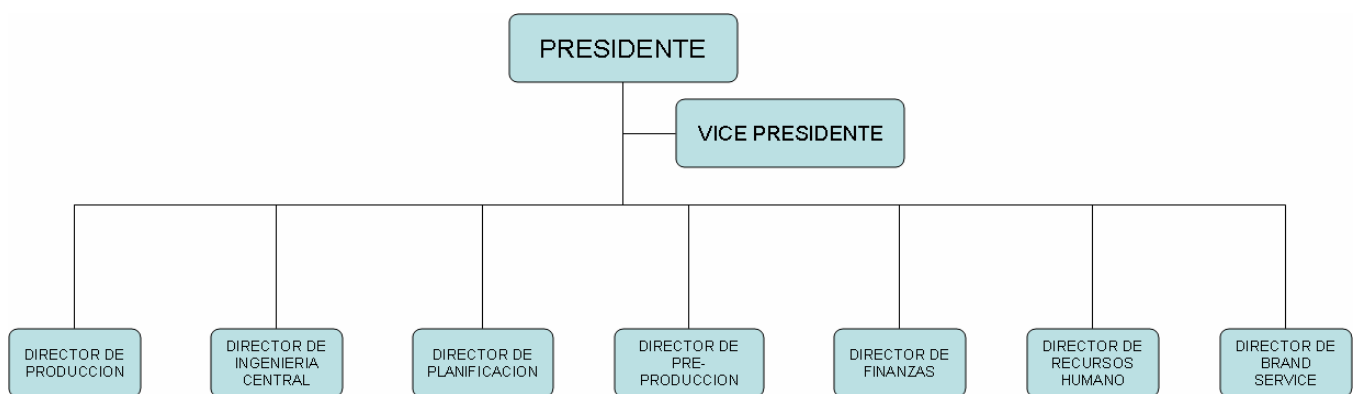 PRESIDENTE
VICE PRESIDENTE
DIRECTOR DE
PRODUCCION
DIRECTOR DE
INGENIERIA
CENTRAL
DIRECTOR DE
PLANIFICACION
DIRECTOR DE
PRE-
PRODUCCION
DIRECTOR DE
FINANZAS
DIRECTOR DE
RECURSOS
HUMANO
DIRECTOR DE
BRAND
SERVICE